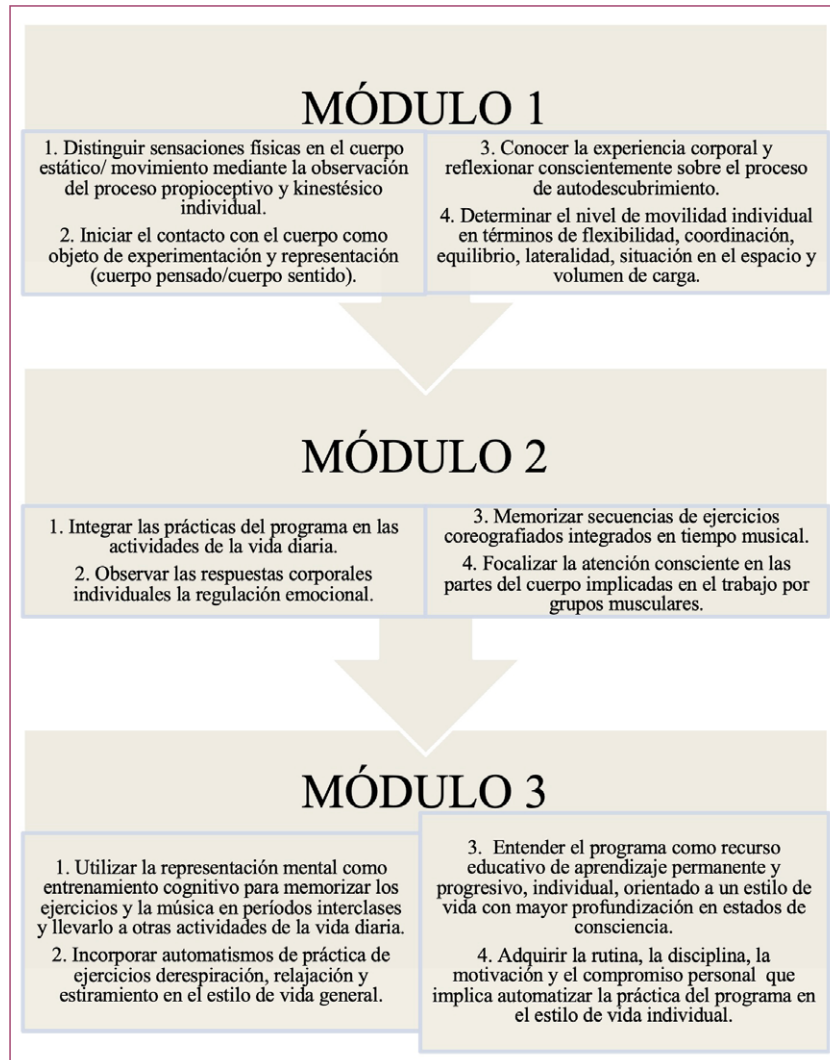 MÓDULO 1
1. Distinguir sensaciones físicas en el cuerpo
estático/ movimiento mediante la observación
del proceso propioceptivo y kinestésico
individual.
2. Iniciar el contacto con el cuerpo como
objeto de experimentación y representación
(cuerpo pensado/cuerpo sentido).
3. Conocer la experiencia corporal y
reflexionar conscientemente sobre el proceso
de autodescubrimiento.
4. Determinar el nivel de movilidad individual
en términos de flexibilidad, coordinación,
equilibrio, lateralidad, situación en el espacio y
volumen de carga.
MÓDULO 2
1. Integrar las prácticas del programa en las
actividades de la vida diaria.
2. Observar las respuestas corporales
individuales la regulación emocional.
3. Memorizar secuencias de ejercicios
coreografiados integrados en tiempo musical.
4. Focalizar la atención consciente en las
partes del cuerpo implicadas en el trabajo por
grupos musculares.
MÓDULO 3
1. Utilizar la representación mental como
entrenamiento cognitivo para memorizar los
ejercicios y la música en períodos interclases
y llevarlo a otras actividades de la vida diaria.
2. Incorporar automatismos de práctica de
ejercicios derespiración, relajación y
estiramiento en el estilo de vida general.
3. Entender el programa como recurso
educativo de aprendizaje permanente y
progresivo, individual, orientado a un estilo de
vida con mayor profundización en estados de
consciencia.
4. Adquirir la rutina, la disciplina, la
motivación y el compromiso personal que
implica automatizar la práctica del programa en
el estilo de vida individual.